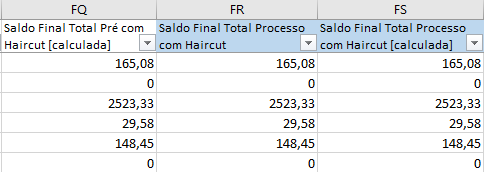 FQ FR FS
Saldo Final Total Pré com Saldo Final Total Processo Saldo Final Total Processo
Haircut [calculada] com Haircut com Haircut [calculada]
165,08 165,08 165,08
0 0 0
2523,33 2523,33 2523,33
29,58 29,58 29,58
148,45 148,45 148,45
0 0 0